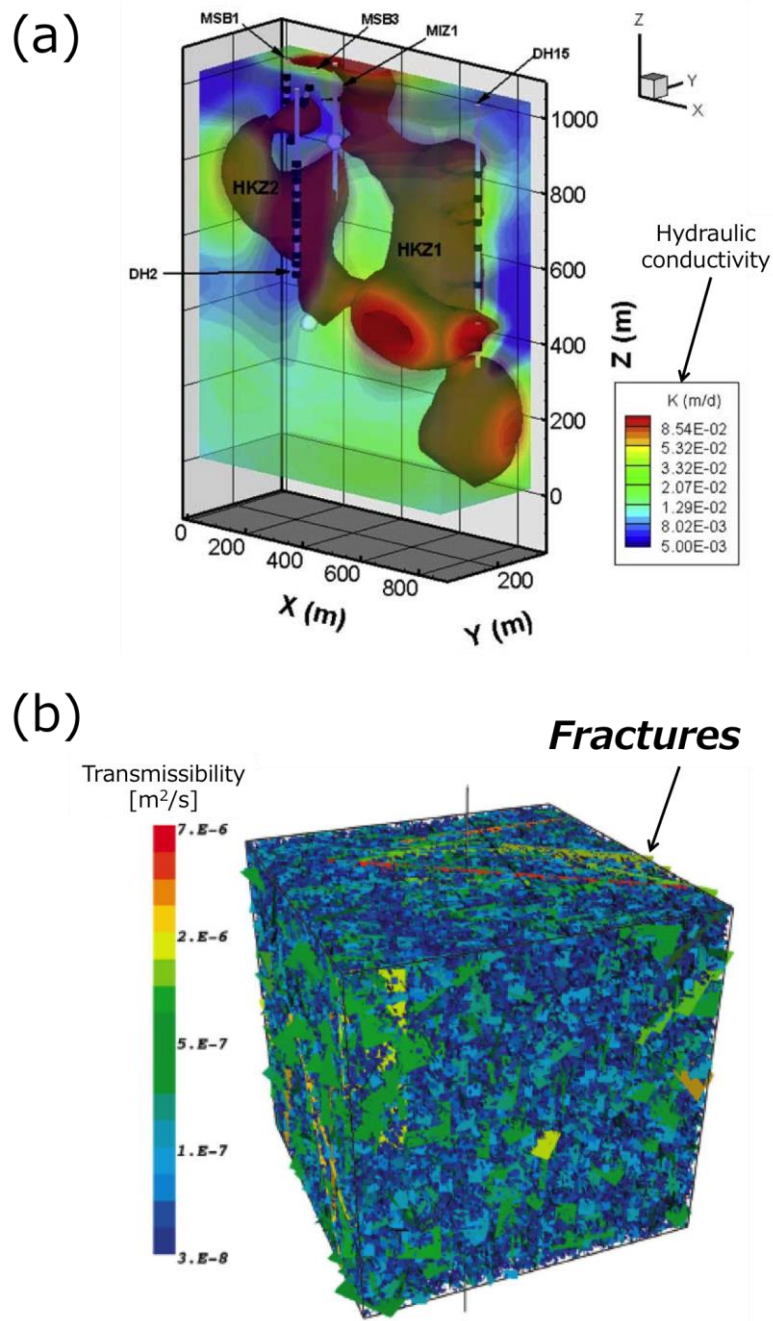 (a)
MSB1
MSB3
MIZ1
DH15
Z
Y
X
1000
800
600
400
200
0
Z (m)
HKZ2
HKZ1
DH2
Hydraulic
conductivity
K (m/d)
8.54E-02
5.32E-02
3.32E-02
2.07E-02
1.29E-02
8.02E-03
5.00E-03
0
200
400
600
800
X (m)
200
Y (m)
(b)
Fractures
Transmissibility
[m²/s]
7.E-6
2.E-6
5.E-7
1.E-7
3.E-8